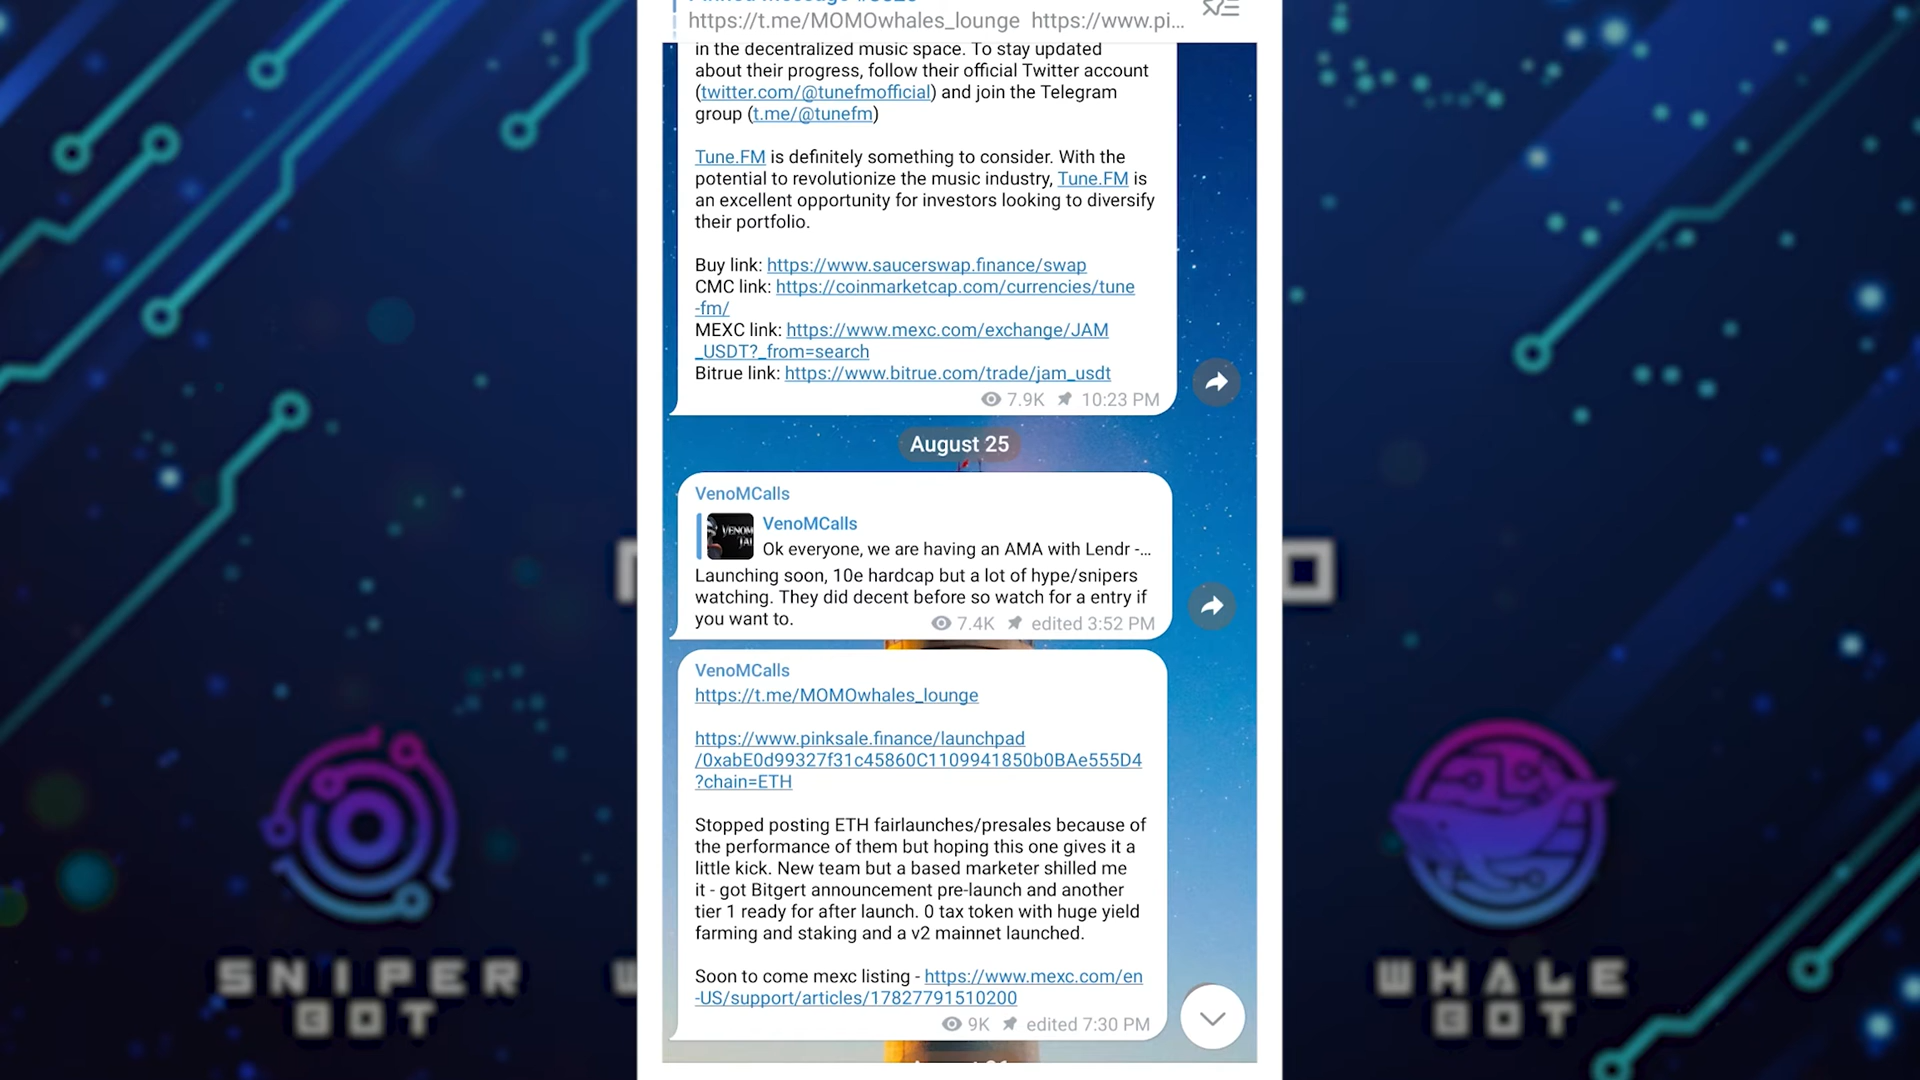 https://t.me/MOMOwhales_lounge https://www.pi...
in the decentralized music space. To stay updated
about their progress, follow their official Twitter account
(twitter.com/@tunefmofficial) and join the Telegram
group (t.me/@tunefm)
Tune.FM is definitely something to consider. With the
potential to revolutionize the music industry, Tune.FM is
an excellent opportunity for investors looking to diversify
their portfolio.
Buy link: https://www.saucerswap.finance/swap
CMC link: https://coinmarketcap.com/currencies/tune
-fm/
MEXC link: https://www.mexc.com/exchange/JAM
_USDT?_from=search
Bitrue link: https://www.bitrue.com/trade/jam_usdt
7.9K 10:23 PM
August 25
VenoMCalls
VenoMCalls
Ok everyone, we are having an AMA with Lendr -...
Launching soon, 10e hardcap but a lot of hype/snipers
watching. They did decent before so watch for a entry if
you want to.
7.4K edited 3:52 PM
VenoMCalls
https://t.me/MOMOwhales_lounge
https://www.pinksale.finance/launchpad
/0xabE0d99327f31c45860C1109941850b0BAe555D4
?chain=ETH
Stopped posting ETH fairlaunches/presales because of
the performance of them but hoping this one gives it a
little kick. New team but a based marketer shilled me
it - got Bitgert announcement pre-launch and another
tier 1 ready for after launch. 0 tax token with huge yield
farming and staking and a v2 mainnet launched.
Soon to come mexc listing - https://www.mexc.com/en
-US/support/articles/17827791510200
9K edited 7:30 PM
SNIPER
BOT
WHALE
BOT